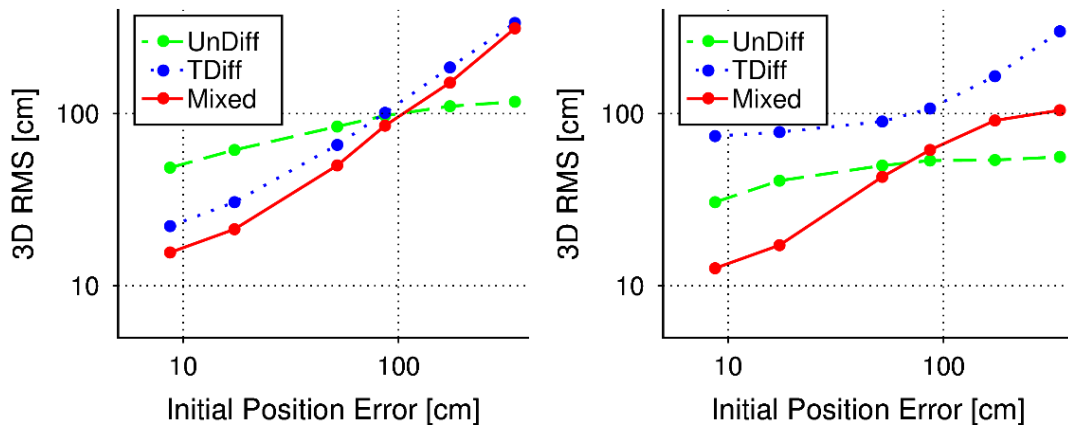 UnDiff
TDiff
Mixed
100
10
3D RMS [cm]
10 100
Initial Position Error [cm]
UnDiff
TDiff
Mixed
100
10
3D RMS [cm]
10 100
Initial Position Error [cm]